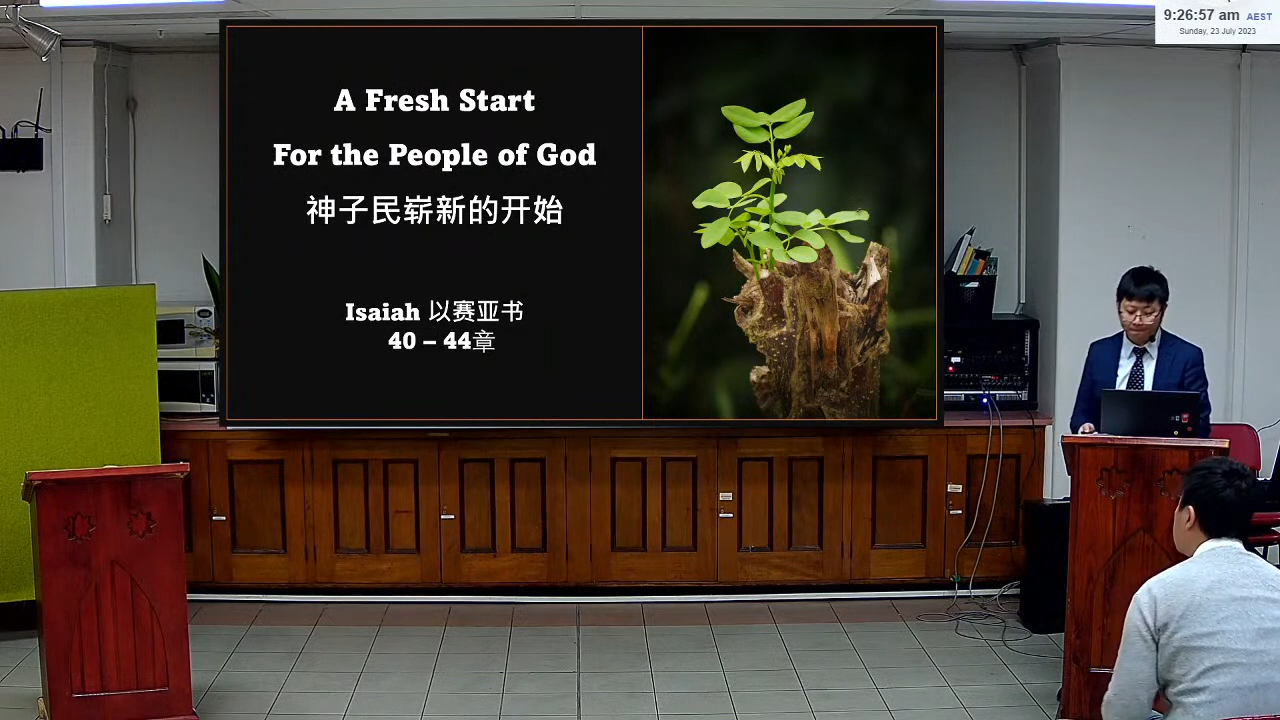 9:26:57 am AEST
Sunday, 23 July 2023
A Fresh Start
For the People of God
神子民崭新的开始
Isaiah 以赛亚书
40 – 44章